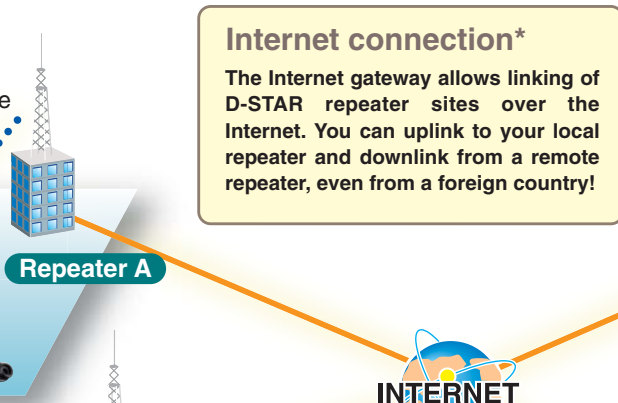 Internet connection*
The Internet gateway allows linking of
D-STAR repeater sites over the
Internet. You can uplink to your local
repeater and downlink from a remote
repeater, even from a foreign country!
Repeater A
INTERNET